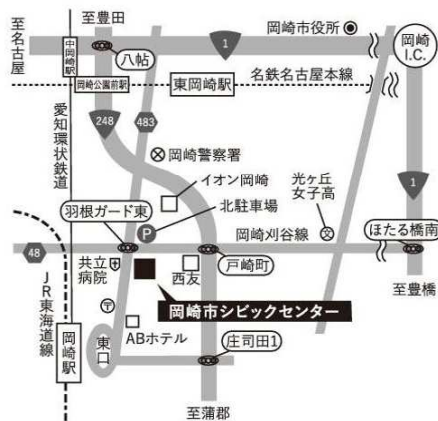 至豊田
至名古屋
中岡崎駅
八帖
1
岡崎市役所
岡崎I.C.
名鉄名古屋本線
岡崎公園前駅
東岡崎駅
愛知環状鉄道
248
483
岡崎警察署
1
イオン岡崎
光ヶ丘
女子高
羽根ガード東
P
北駐車場
岡崎刈谷線
ほたる橋南
文
48
共立
病院
西友
戸崎町
至豊橋
JR東海道線
岡崎市シビックセンター
〒
岡崎駅
東口
ABホテル
庄司田1
至蒲郡